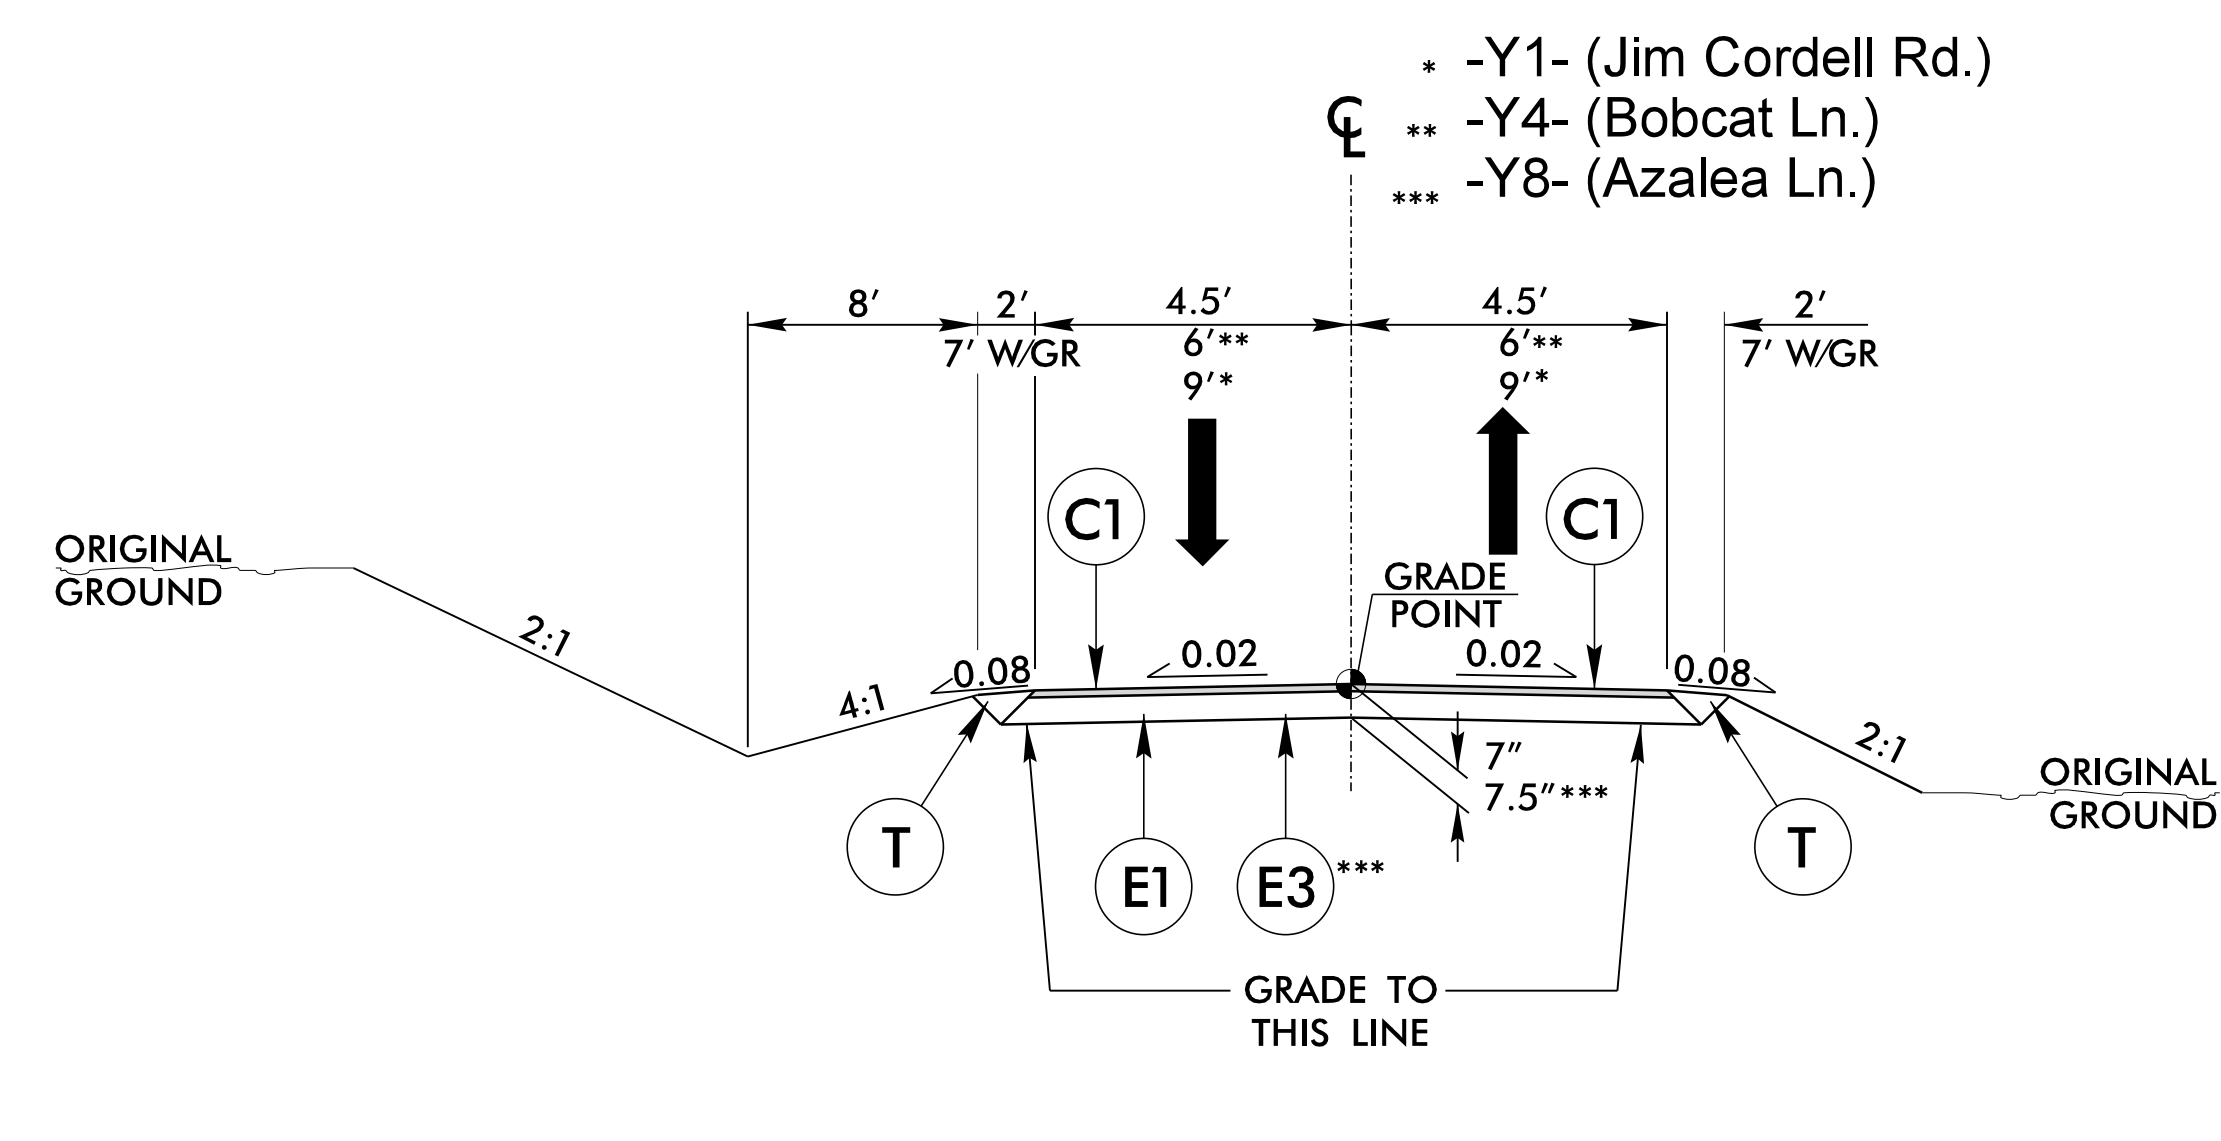 * -Y1- (Jim Cordell Rd.)
℄ ** -Y4- (Bobcat Ln.)
*** -Y8- (Azalea Ln.)
8' 2' 4.5' 4.5' 2'
7' W/GR 6'** 6'** 7' W/GR
9'* 9'*
C1 C1
ORIGINAL
GROUND
GRADE
POINT
2:1
4:1
0.08 0.02 0.02 0.08
2:1
7"
7.5"***
ORIGINAL
GROUND
T E1 E3*** T
GRADE TO
THIS LINE